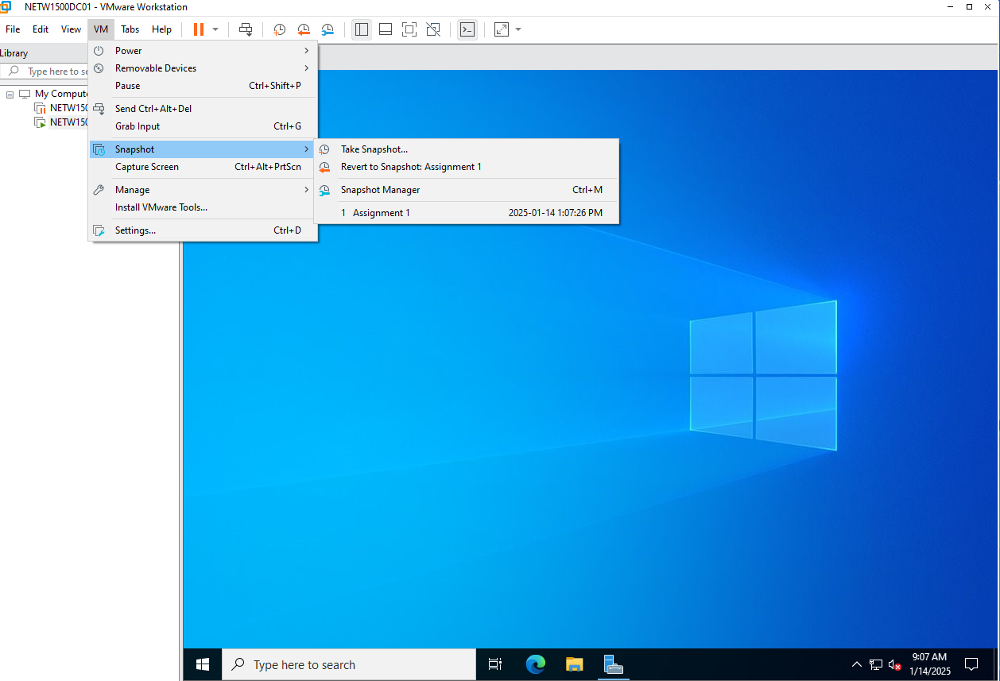 NETW1500DC01 - VMware Workstation
File Edit View VM Tabs Help
Library
Type here to se
My Compute
NETW150
NETW150
Power
Removable Devices
Pause Ctrl+Shift+P
Send Ctrl+Alt+Del
Grab Input Ctrl+G
Snapshot
Capture Screen Ctrl+Alt+PrtScn
Manage
Install VMware Tools...
Settings... Ctrl+D
Take Snapshot...
Revert to Snapshot: Assignment 1
Snapshot Manager Ctrl+M
1 Assignment 1 2025-01-14 1:07:26 PM
Type here to search
9:07 AM
1/14/2025